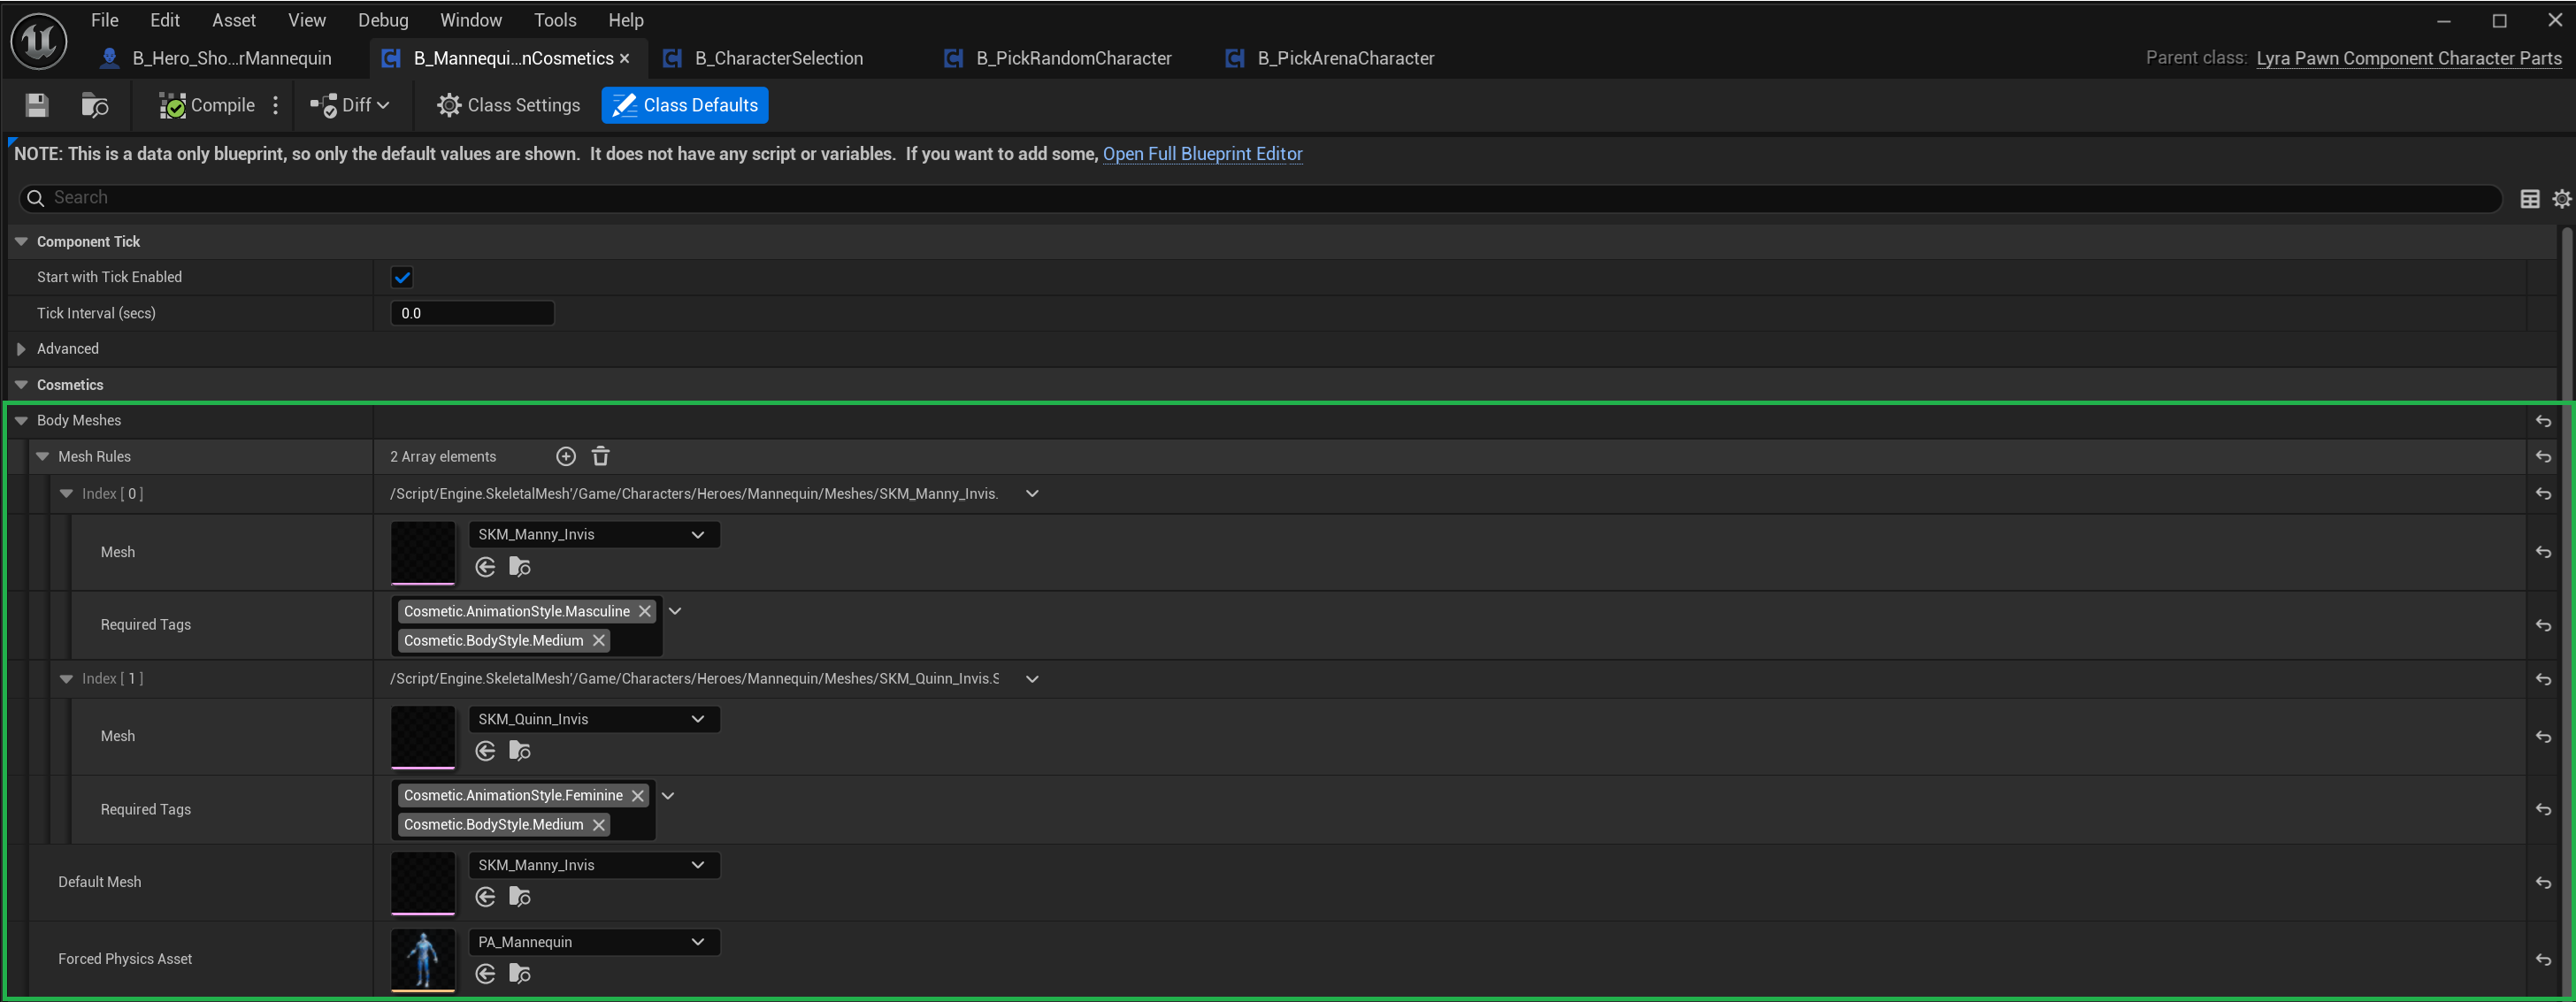 File Edit Asset View Debug Window Tools Help
B_Hero_Sho...rMannequin B_Mannequi...nCosmetics B_CharacterSelection B_PickRandomCharacter B_PickArenaCharacter Parent class: Lyra Pawn Component Character Parts
Compile Diff Class Settings Class Defaults
NOTE: This is a data only blueprint, so only the default values are shown. It does not have any script or variables. If you want to add some, Open Full Blueprint Editor
Search
Component Tick
Start with Tick Enabled
Tick Interval (secs) 0.0
Advanced
Cosmetics
Body Meshes
Mesh Rules 2 Array elements
Index [ 0 ] /Script/Engine.SkeletalMesh'/Game/Characters/Heroes/Mannequin/Meshes/SKM_Manny_Invis.
SKM_Manny_Invis
Mesh
Cosmetic.AnimationStyle.Masculine
Required Tags
Cosmetic.BodyStyle.Medium
Index [ 1 ] /Script/Engine.SkeletalMesh'/Game/Characters/Heroes/Mannequin/Meshes/SKM_Quinn_Invis.S
SKM_Quinn_Invis
Mesh
Cosmetic.AnimationStyle.Feminine
Required Tags
Cosmetic.BodyStyle.Medium
SKM_Manny_Invis
Default Mesh
PA_Mannequin
Forced Physics Asset